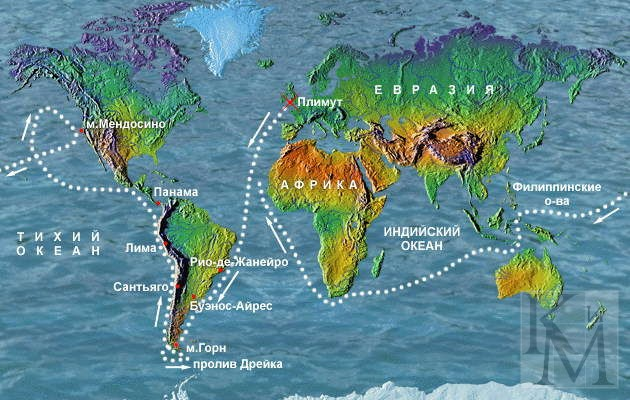 ЕВРАЗИЯ
Плимут
м.Мендосино
АФРИКА
Панама
Филиппинские
о-ва
ТИХИЙ
ОКЕАН
Лима
ИНДИЙСКИЙ
ОКЕАН
Рио-де-Жанейро
Сантьяго
Буэнос-Айрес
м.Горн
пролив Дрейка
К И
М